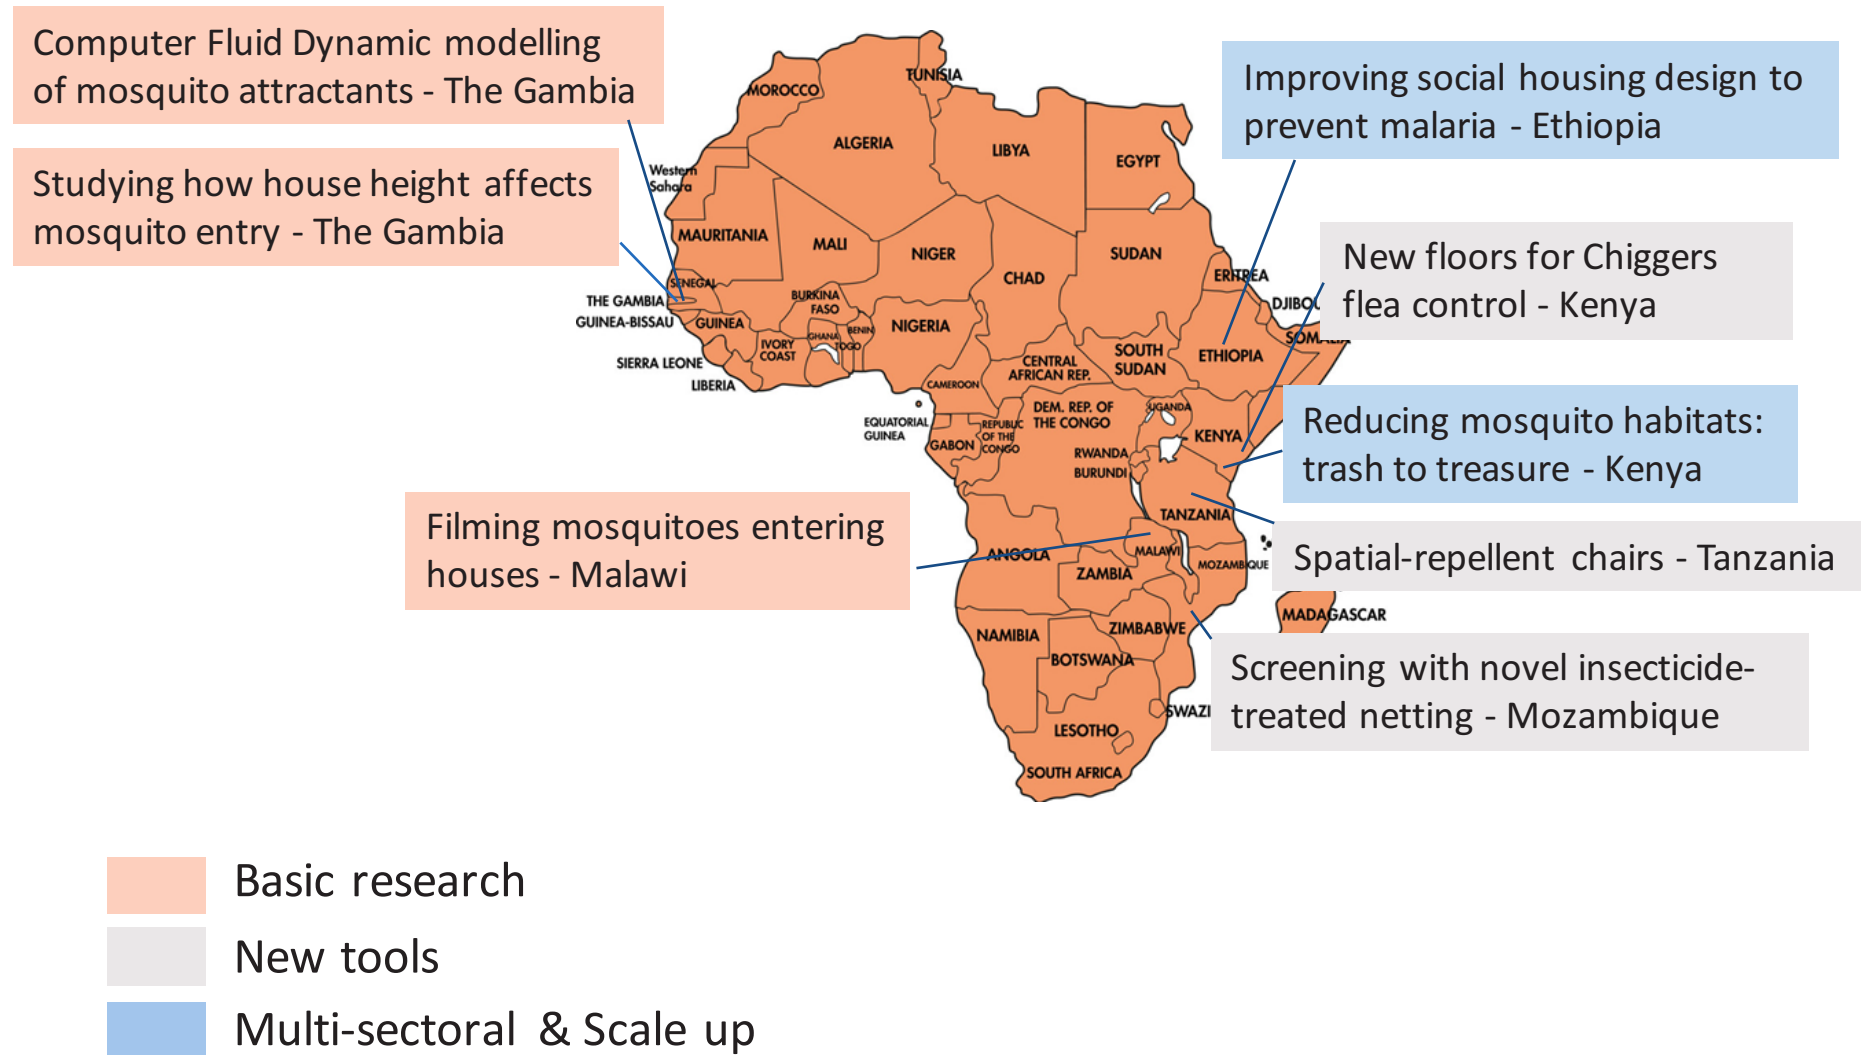 Computer Fluid Dynamic modelling
of mosquito attractants - The Gambia
Studying how house height affects
mosquito entry - The Gambia
Improving social housing design to
prevent malaria - Ethiopia
New floors for Chiggers
flea control - Kenya
Reducing mosquito habitats:
trash to treasure - Kenya
Filming mosquitoes entering
houses - Malawi
Spatial-repellent chairs - Tanzania
Screening with novel insecticide-
treated netting - Mozambique
TUNISIA
MOROCCO
ALGERIA
LIBYA
EGYPT
Western
Sahara
MAURITANIA
MALI
NIGER
CHAD
SUDAN
ERITREA
DJIBOU
SENEGAL
THE GAMBIA
GUINEA-BISSAU
GUINEA
BURKINA
FASO
NIGERIA
GHANA
BENIN
TOGO
IVORY
COAST
SIERRA LEONE
LIBERIA
SOMALIA
ETHIOPIA
SOUTH
SUDAN
CENTRAL
AFRICAN REP.
CAMEROON
EQUATORIAL
GUINEA
GABON
REPUBLIC
OF THE
CONGO
DEM. REP. OF
THE CONGO
UGANDA
KENYA
RWANDA
BURUNDI
TANZANIA
ANGOLA
MALAWI
MOZAMBIQUE
ZAMBIA
MADAGASCAR
NAMIBIA
ZIMBABWE
BOTSWANA
SWAZI
LESOTHO
SOUTH AFRICA
Basic research
New tools
Multi-sectoral & Scale up